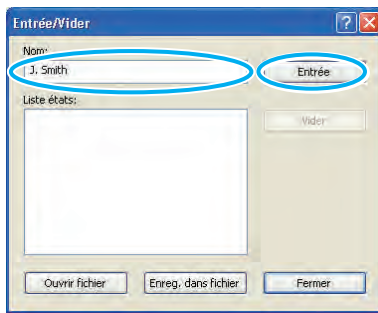 Entrée/Vider
Nom:
J. Smith
Entrée
Liste états:
Vider
Ouvrir fichier
Enreg. dans fichier
Fermer